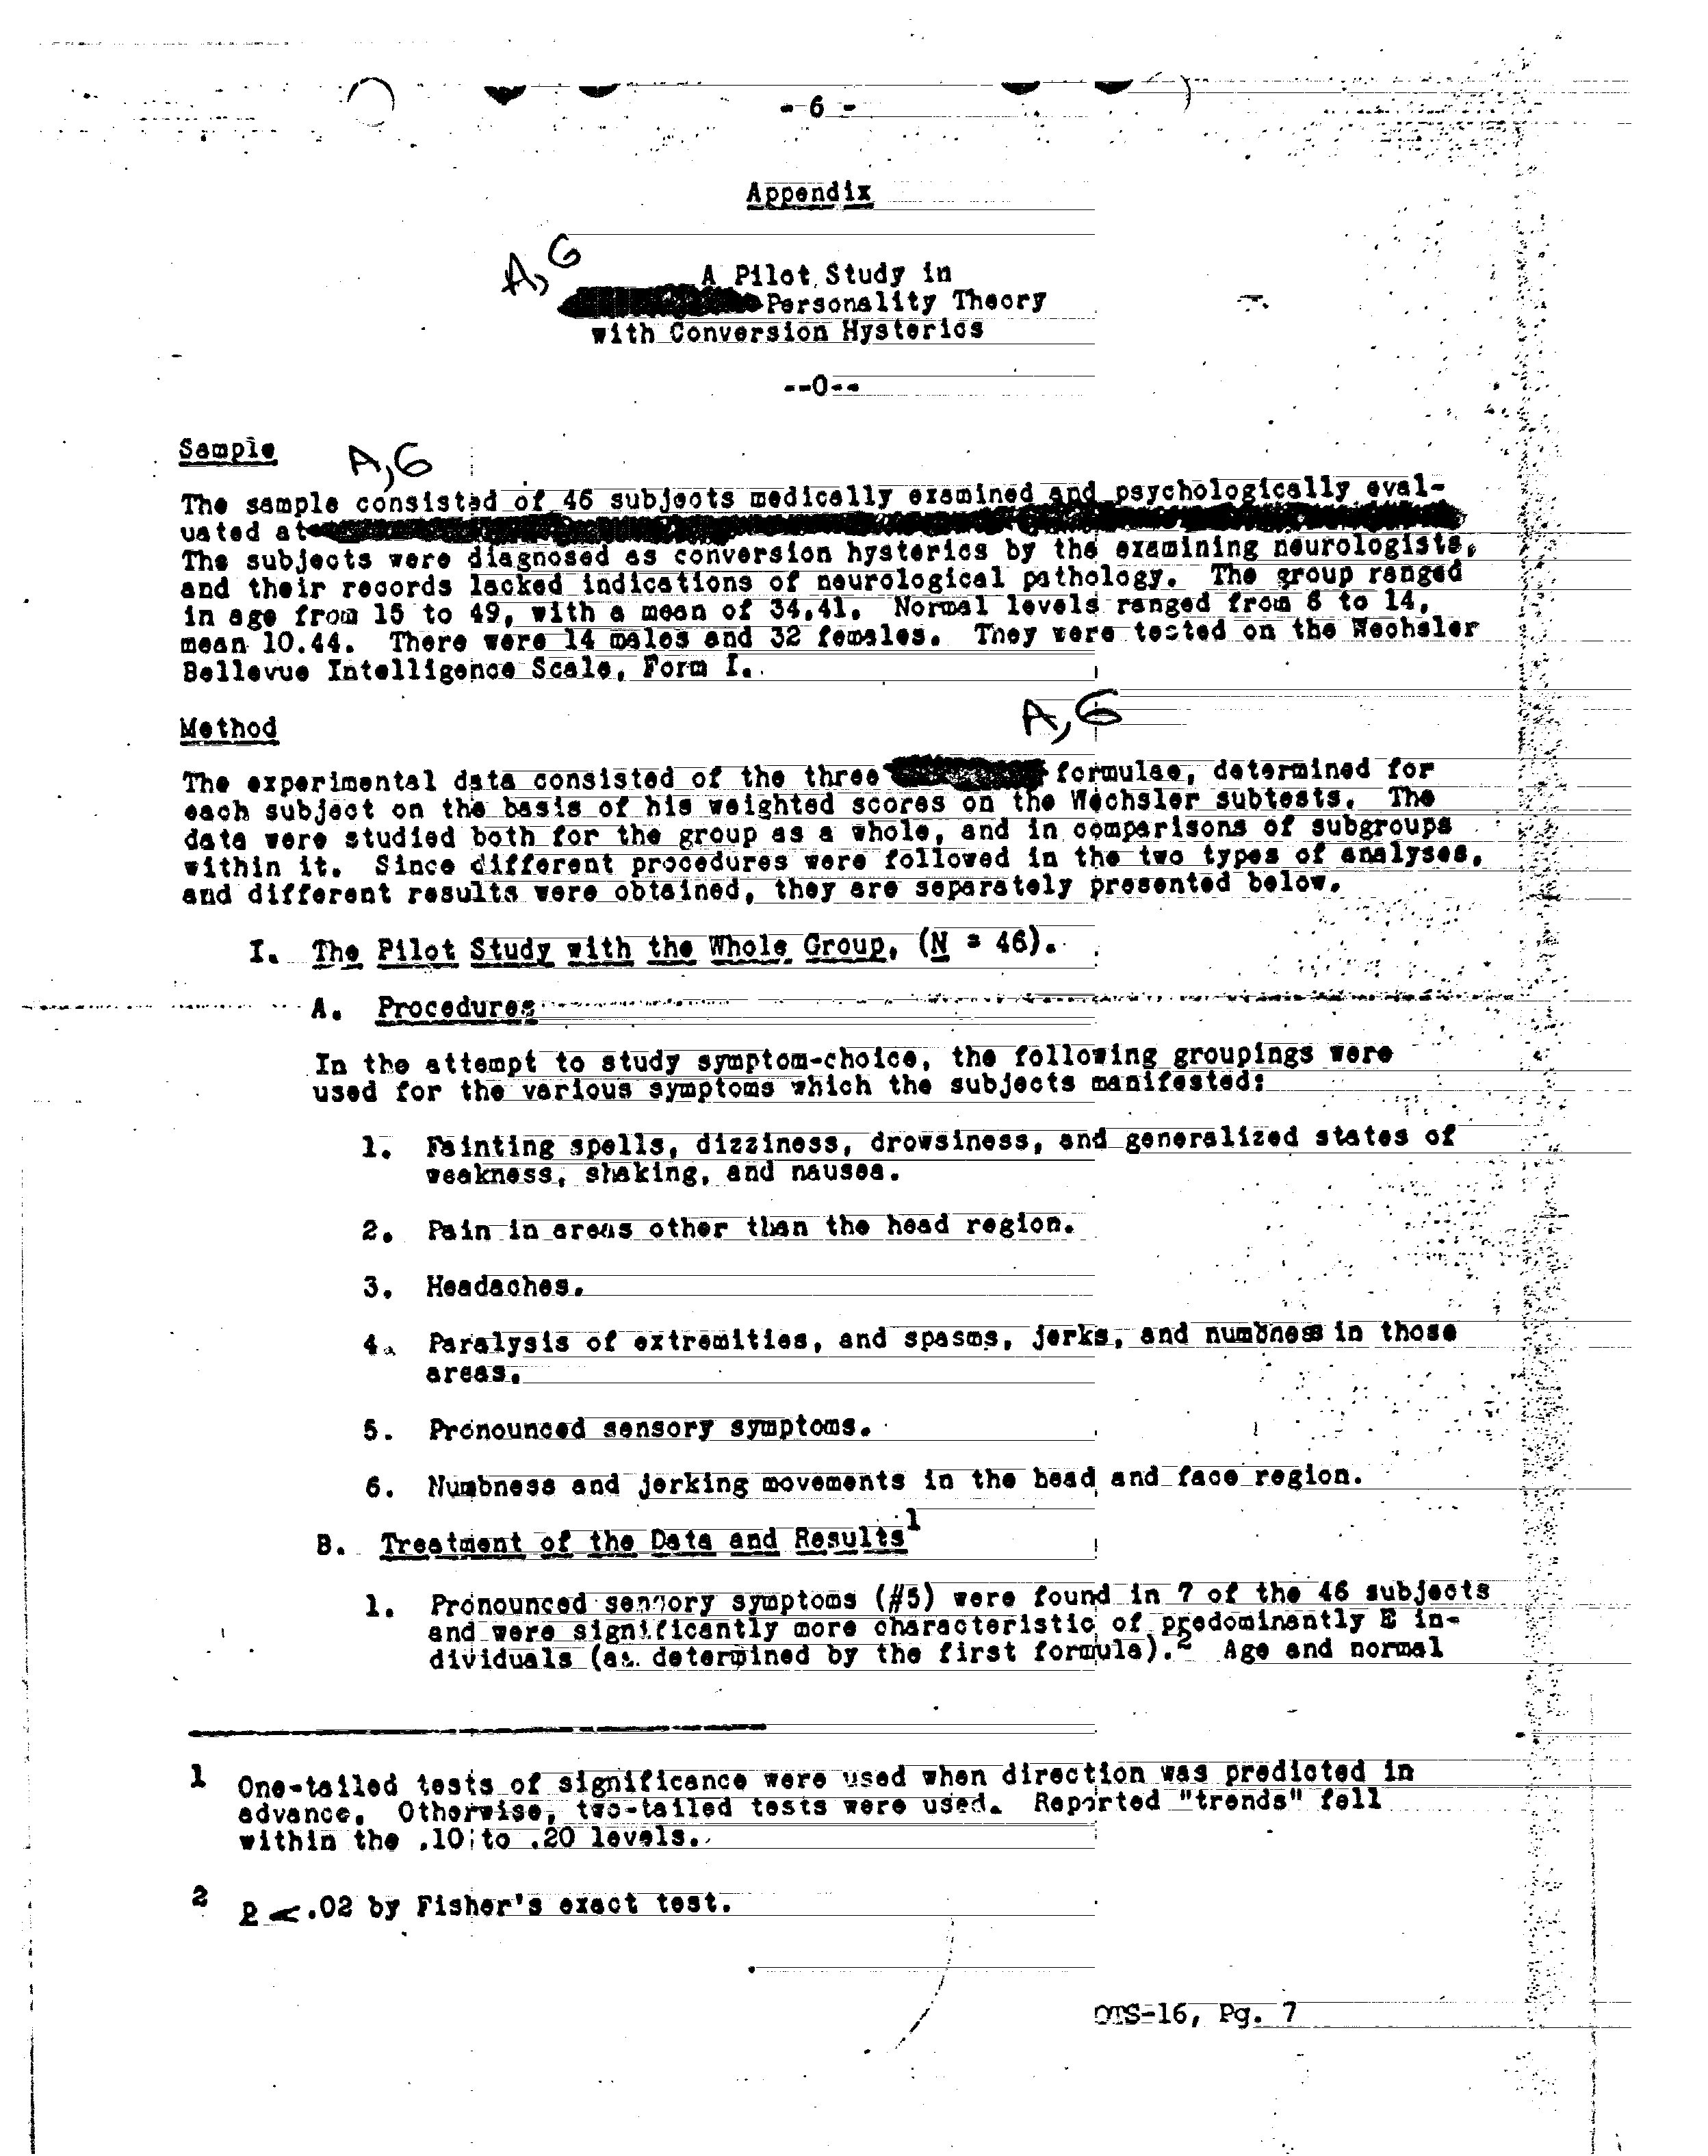 - 6 -
Appendix
A, G
A Pilot Study in
Personality Theory
with Conversion Hysterics
--0--
Sample
A, G
The sample consisted of 46 subjects medically examined and psychologically eval-
uated at
The subjects were diagnosed as conversion hysterics by the examining neurologists,
and their records lacked indications of neurological pathology. The group ranged
in age from 15 to 49, with a mean of 34.41. Normal levels ranged from 6 to 14,
mean 10.44. There were 14 males and 32 females. They were tested on the Wechsler
Bellevue Intelligence Scale, Form I.
A, G
Method
The experimental data consisted of the three formulae, determined for
each subject on the basis of his weighted scores on the Wechsler subtests. The
data were studied both for the group as a whole, and in comparisons of subgroups
within it. Since different procedures were followed in the two types of analyses,
and different results were obtained, they are separately presented below.
I. The Pilot Study with the Whole Group, (N = 46).
A. Procedures
In the attempt to study symptom-choice, the following groupings were
used for the various symptoms which the subjects manifested:
1. Fainting spells, dizziness, drowsiness, and generalized states of
weakness, shaking, and nausea.
2. Pain in areas other than the head region.
3. Headaches.
4. Paralysis of extremities, and spasms, jerks, and numbness in those
areas.
5. Pronounced sensory symptoms.
6. Numbness and jerking movements in the head and face region.
B. Treatment of the Data and Results1
1. Pronounced sensory symptoms (#5) were found in 7 of the 46 subjects
and were significantly more characteristic of predominantly E in-
dividuals (as determined by the first formula).2 Age and normal
1 One-tailed tests of significance were used when direction was predicted in
advance. Otherwise, two-tailed tests were used. Reported "trends" fell
within the .10 to .20 levels.
2 p < .02 by Fisher's exact test.
OTS-16, Pg. 7